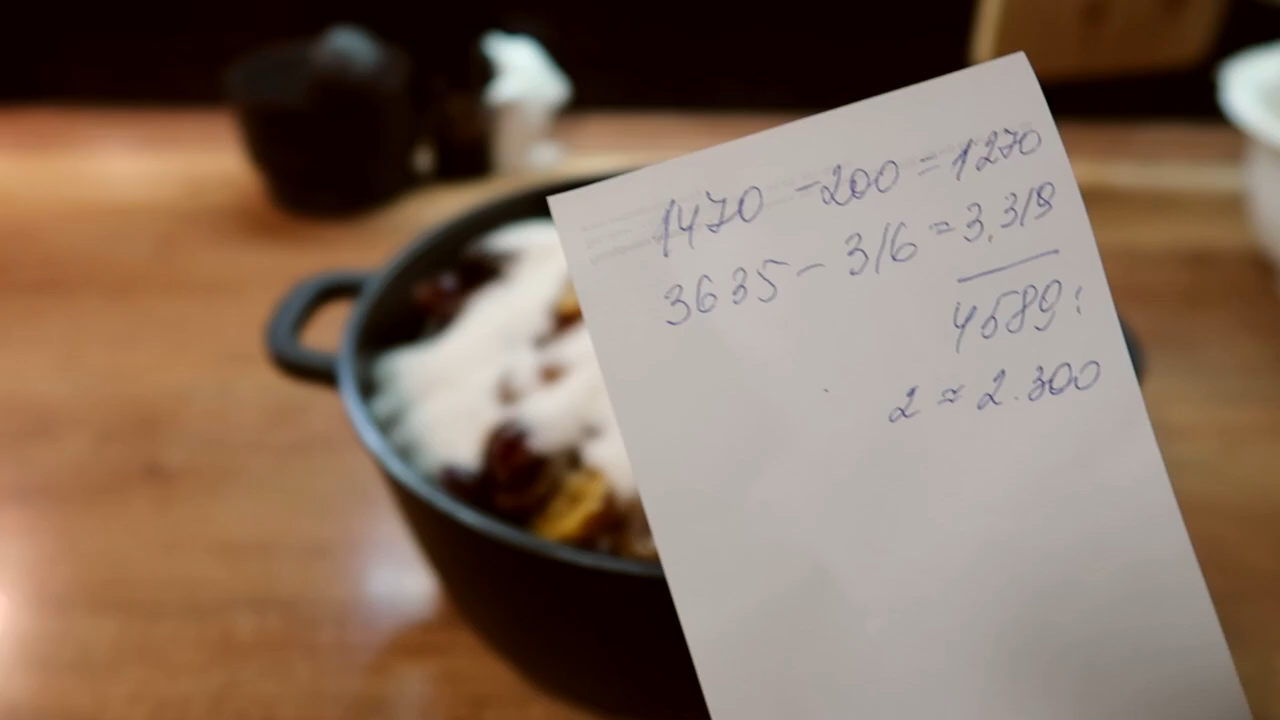 1470 - 200 = 1270
3635 - 316 = 3.319
4589:
2 ≈ 2.300